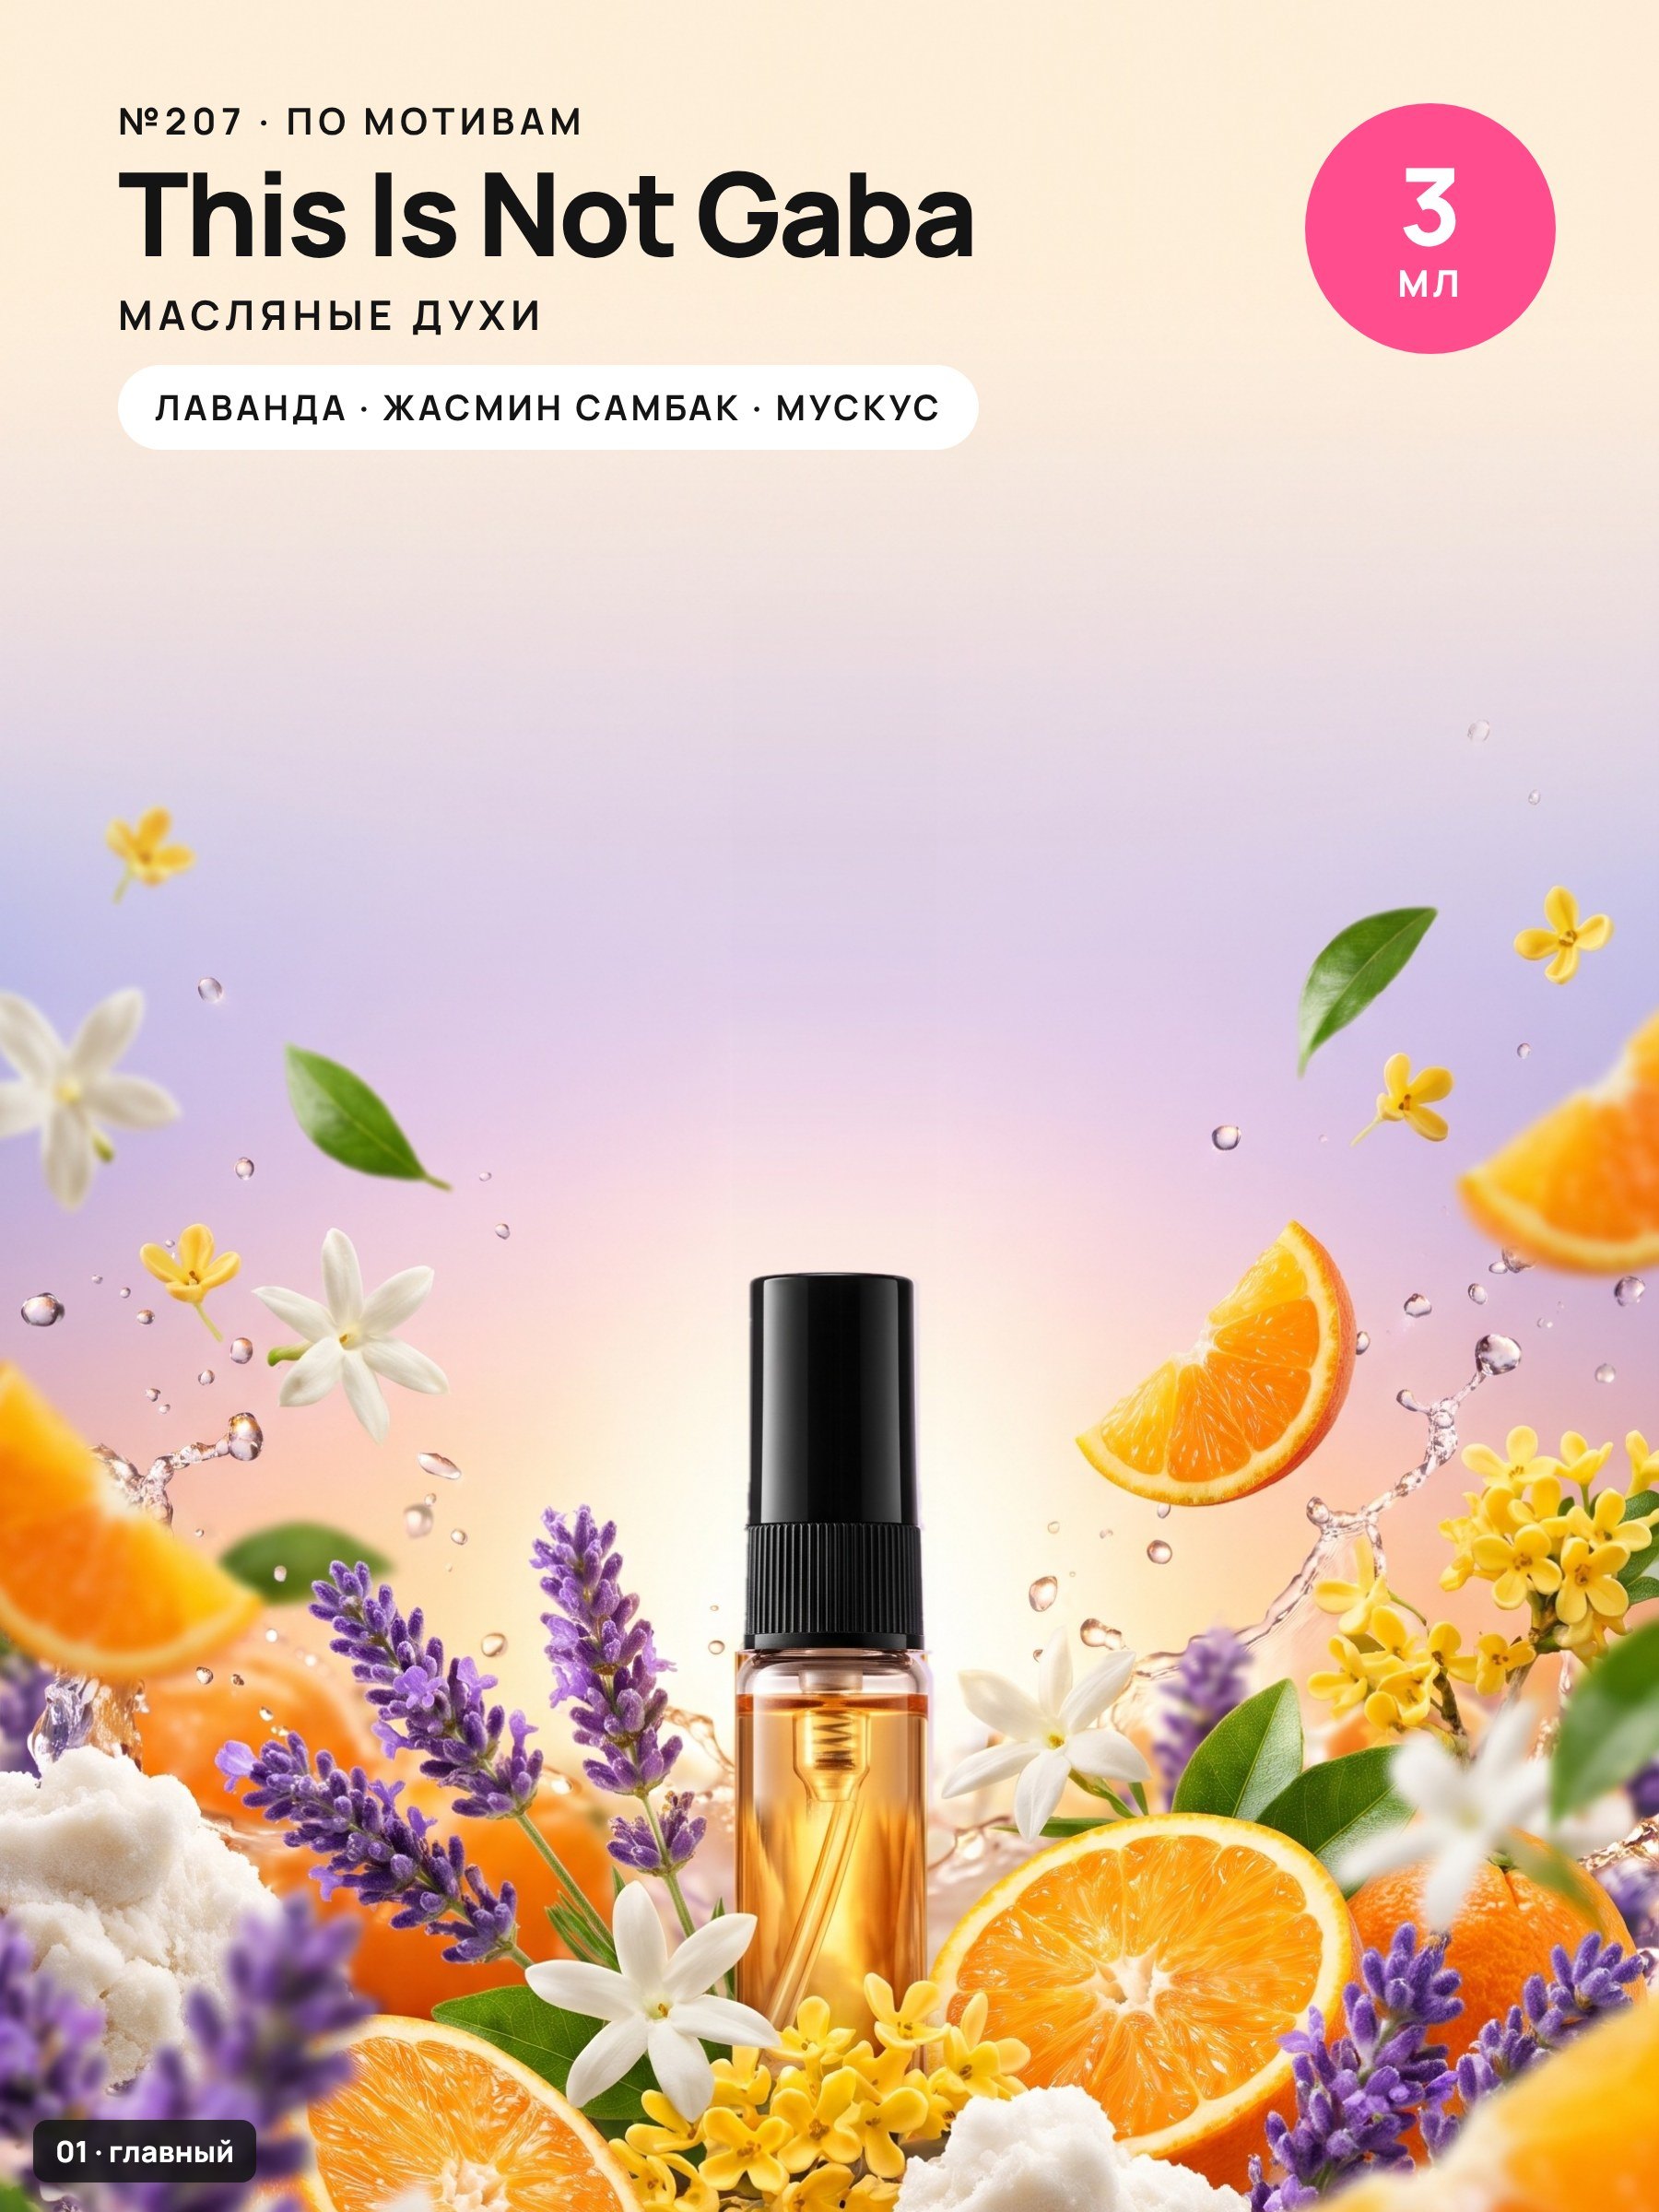 №207 · ПО МОТИВАМ
This Is Not Gaba
МАСЛЯНЫЕ ДУХИ
ЛАВАНДА · ЖАСМИН САМБАК · МУСКУС
3
МЛ
01 · главный